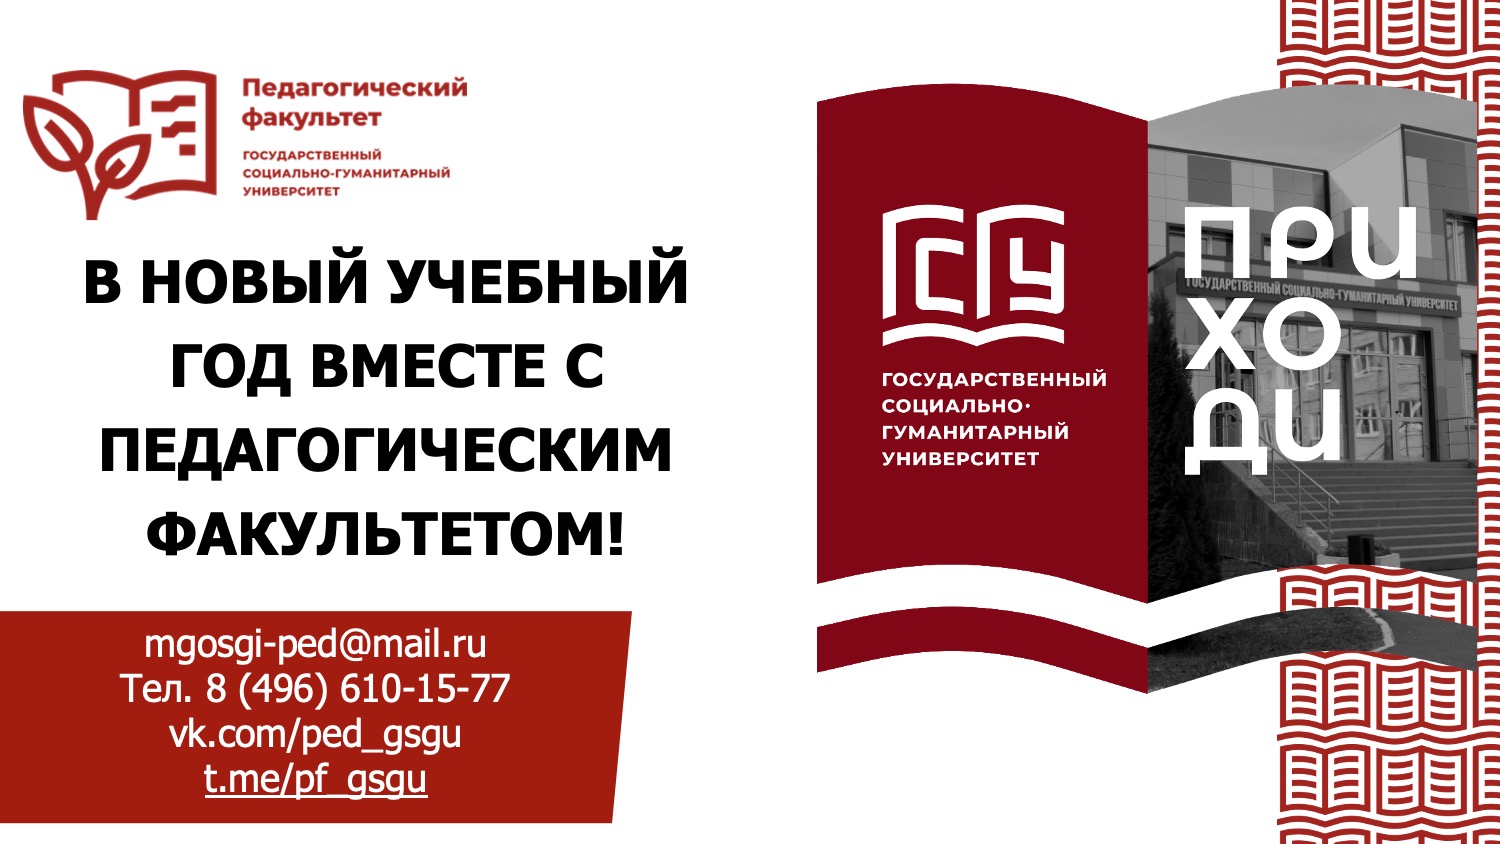 Педагогический
факультет
ГОСУДАРСТВЕННЫЙ
СОЦИАЛЬНО-ГУМАНИТАРНЫЙ
УНИВЕРСИТЕТ
В НОВЫЙ УЧЕБНЫЙ
ГОД ВМЕСТЕ С
ПЕДАГОГИЧЕСКИМ
ФАКУЛЬТЕТОМ!
mgosgi-ped@mail.ru
Тел. 8 (496) 610-15-77
vk.com/ped_gsgu
t.me/pf_gsgu
ГСГУ
ГОСУДАРСТВЕННЫЙ
СОЦИАЛЬНО-
ГУМАНИТАРНЫЙ
УНИВЕРСИТЕТ
ПРИ
ХО
ДИ
ГОСУДАРСТВЕННЫЙ СОЦИАЛЬНО-ГУМАНИТАРНЫЙ УНИВЕРСИТЕТ